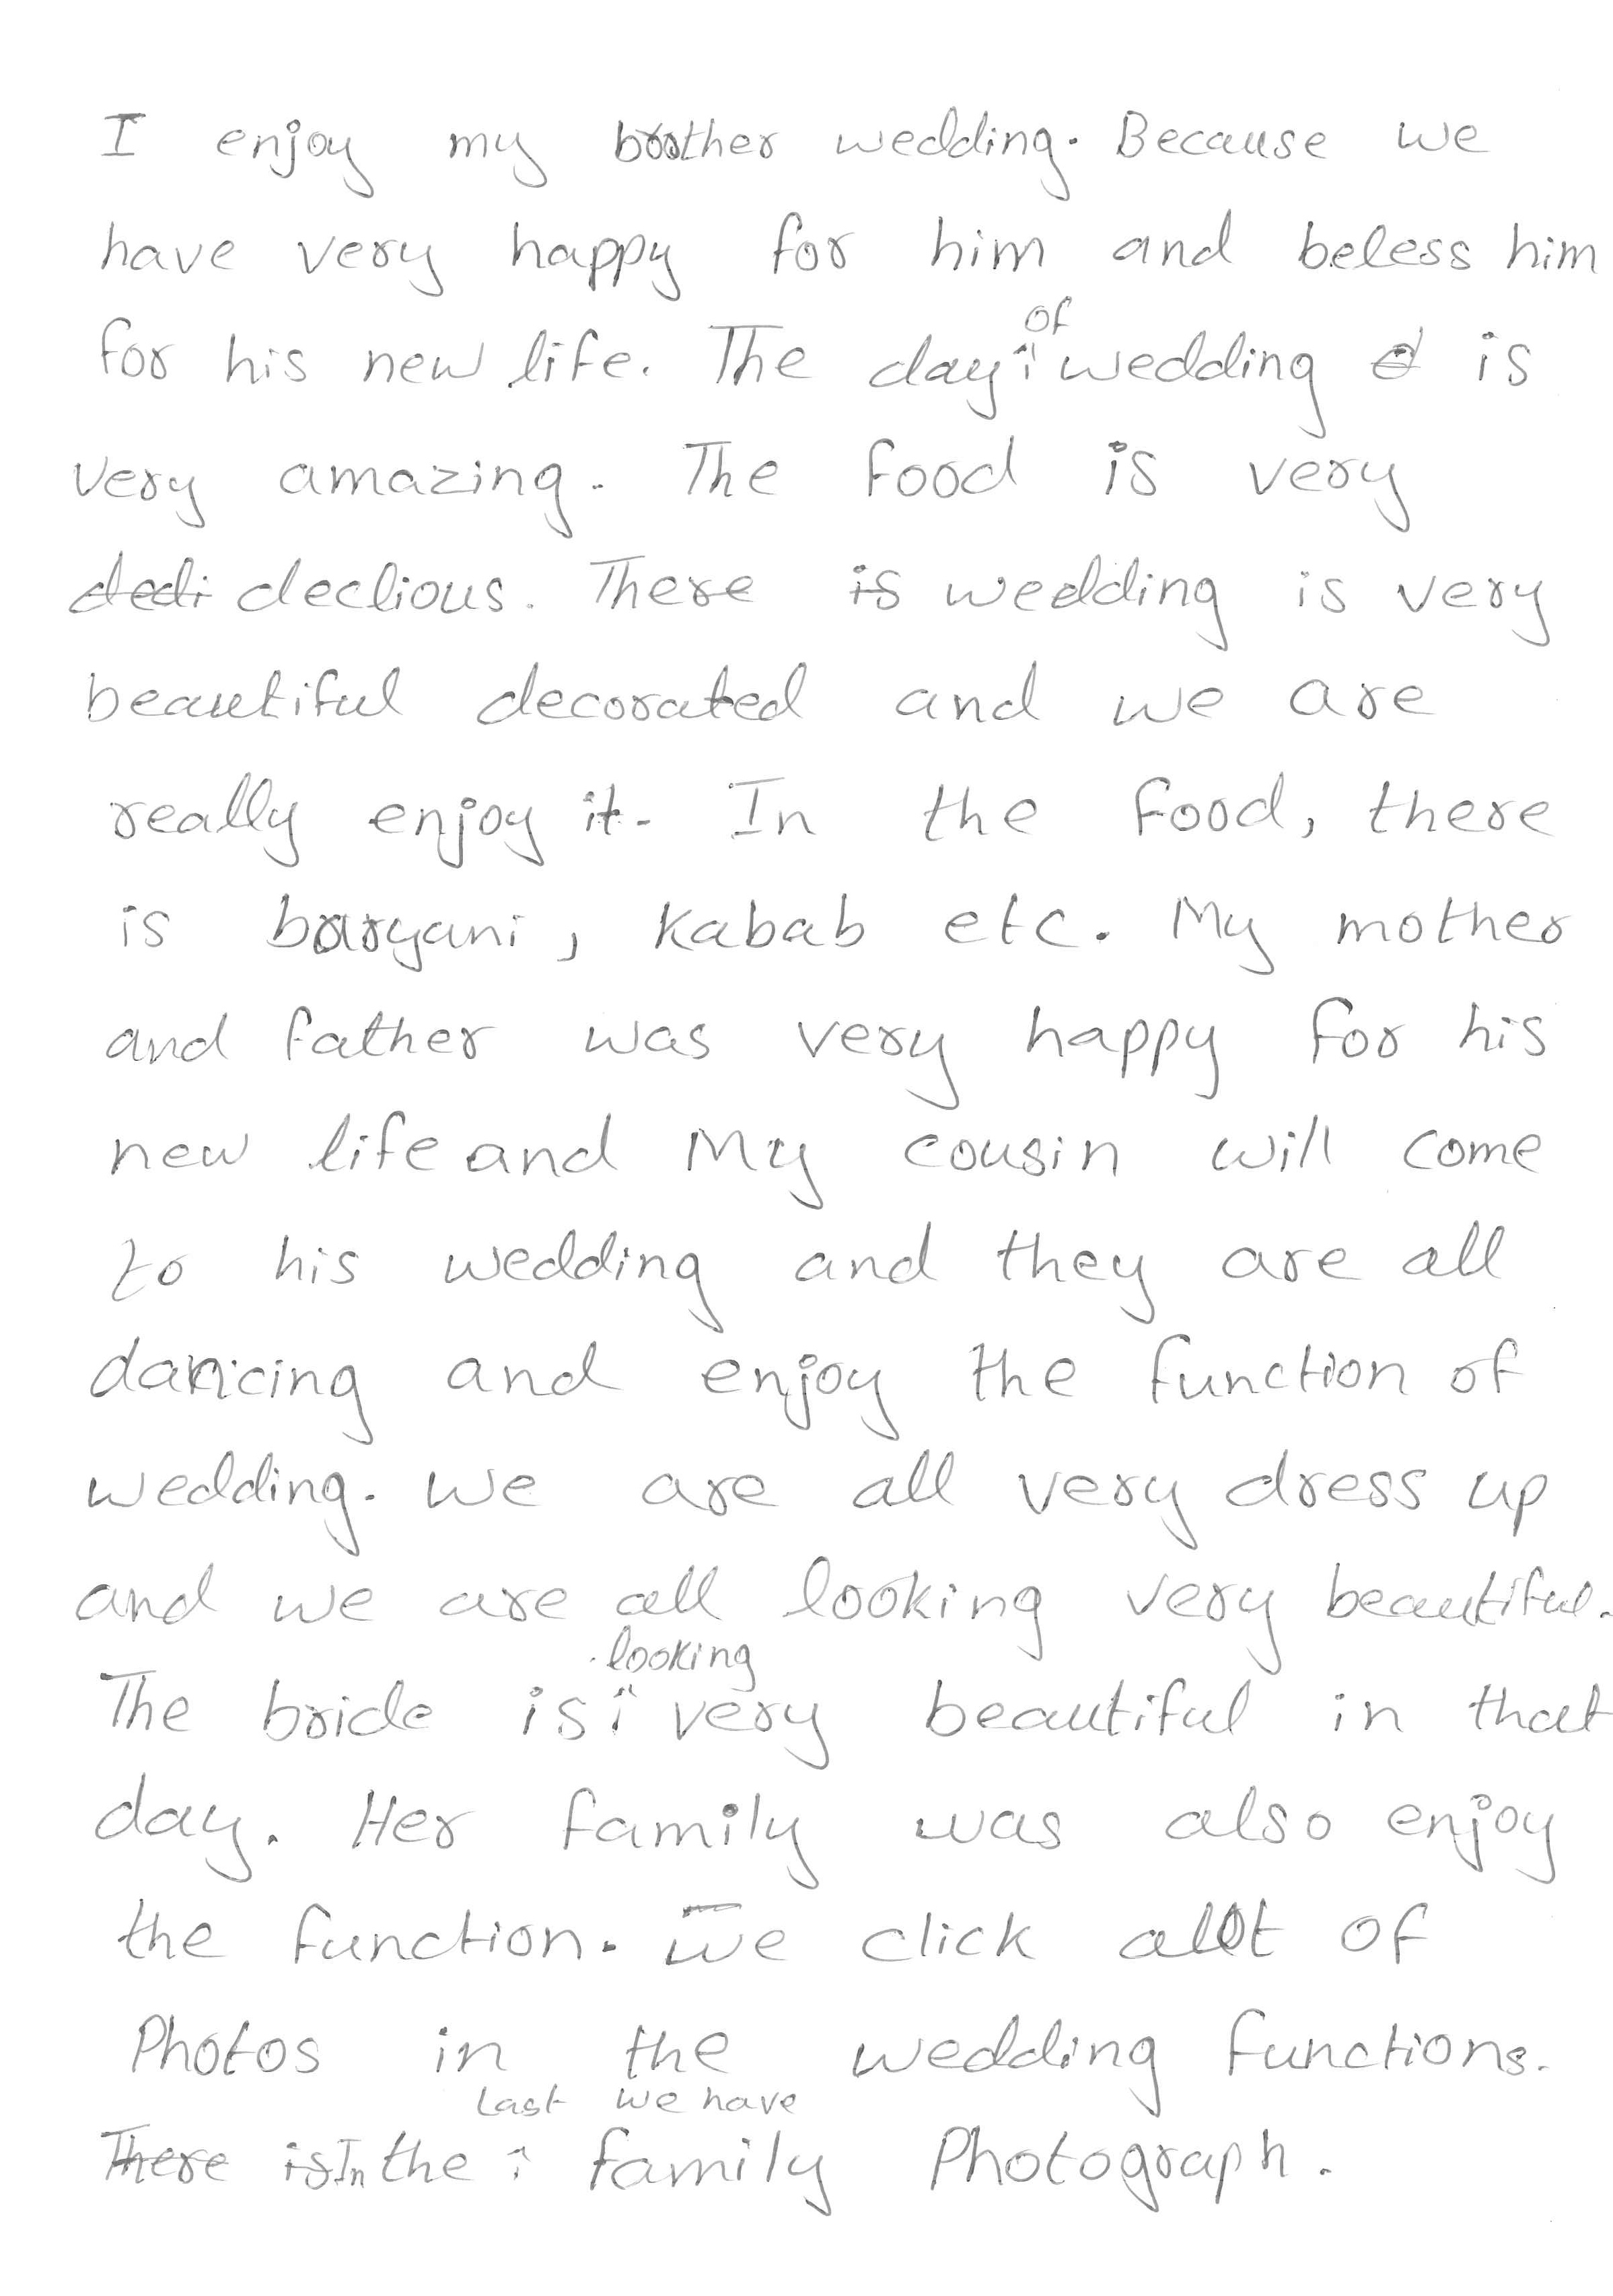 I enjoy my brother wedding. Because we
have very happy for him and beless him
for his new life. The day of wedding is
very amazing. The food is very
declious. There wedding is very
beautiful decorated and we are
really enjoy it. In the food, there
is baryani, kabab etc. My mother
and father was very happy for his
new life and My cousin will come
to his wedding and they are all
dancing and enjoy the function of
wedding. we are all very dress up
and we are all looking very beautiful.
The bride is looking very beautiful in that
day. Her family was also enjoy
the function. we click alot of
Photos in the wedding functions.
In the Last we have family Photograph.